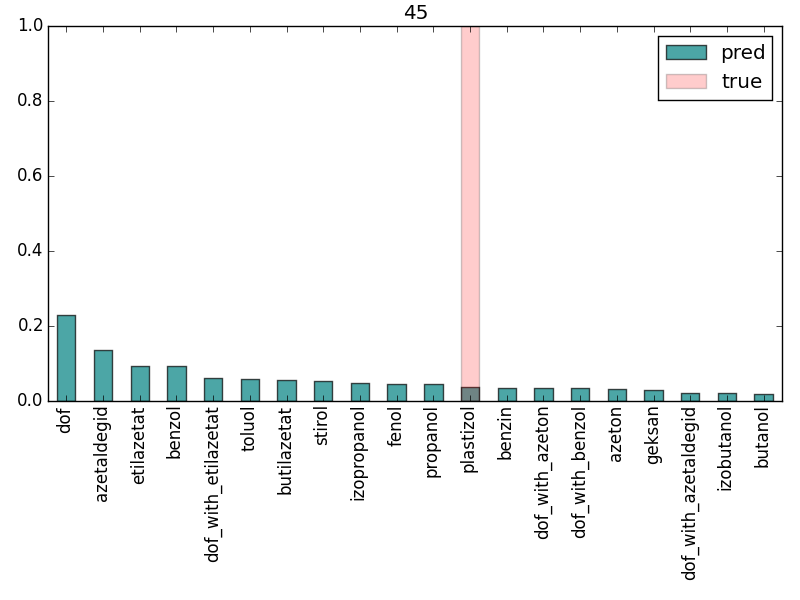 45
1.0
0.8
0.6
0.4
0.2
0.0
pred
true
dof
azetaldegid
etilazetat
benzol
dof_with_etilazetat
toluol
butilazetat
stirol
izopropanol
fenol
propanol
plastizol
benzin
dof_with_azeton
dof_with_benzol
azeton
geksan
dof_with_azetaldegid
izobutanol
butanol